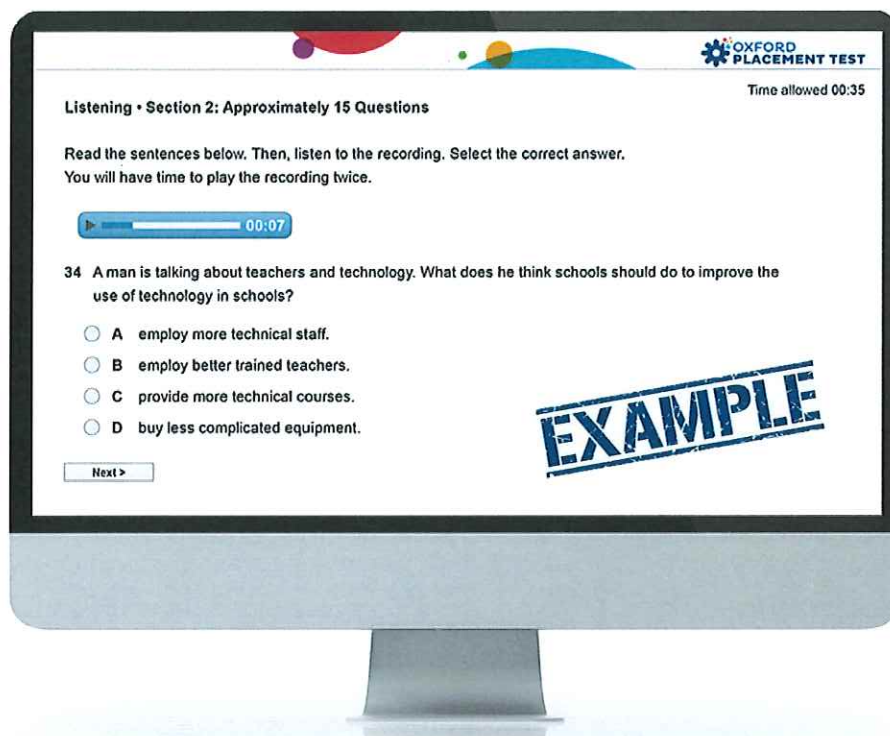 OXFORD
PLACEMENT TEST
Time allowed 00:35
Listening • Section 2: Approximately 15 Questions
Read the sentences below. Then, listen to the recording. Select the correct answer.
You will have time to play the recording twice.
00:07
34 A man is talking about teachers and technology. What does he think schools should do to improve the
use of technology in schools?
A employ more technical staff.
B employ better trained teachers.
C provide more technical courses.
D buy less complicated equipment.
EXAMPLE
Next >